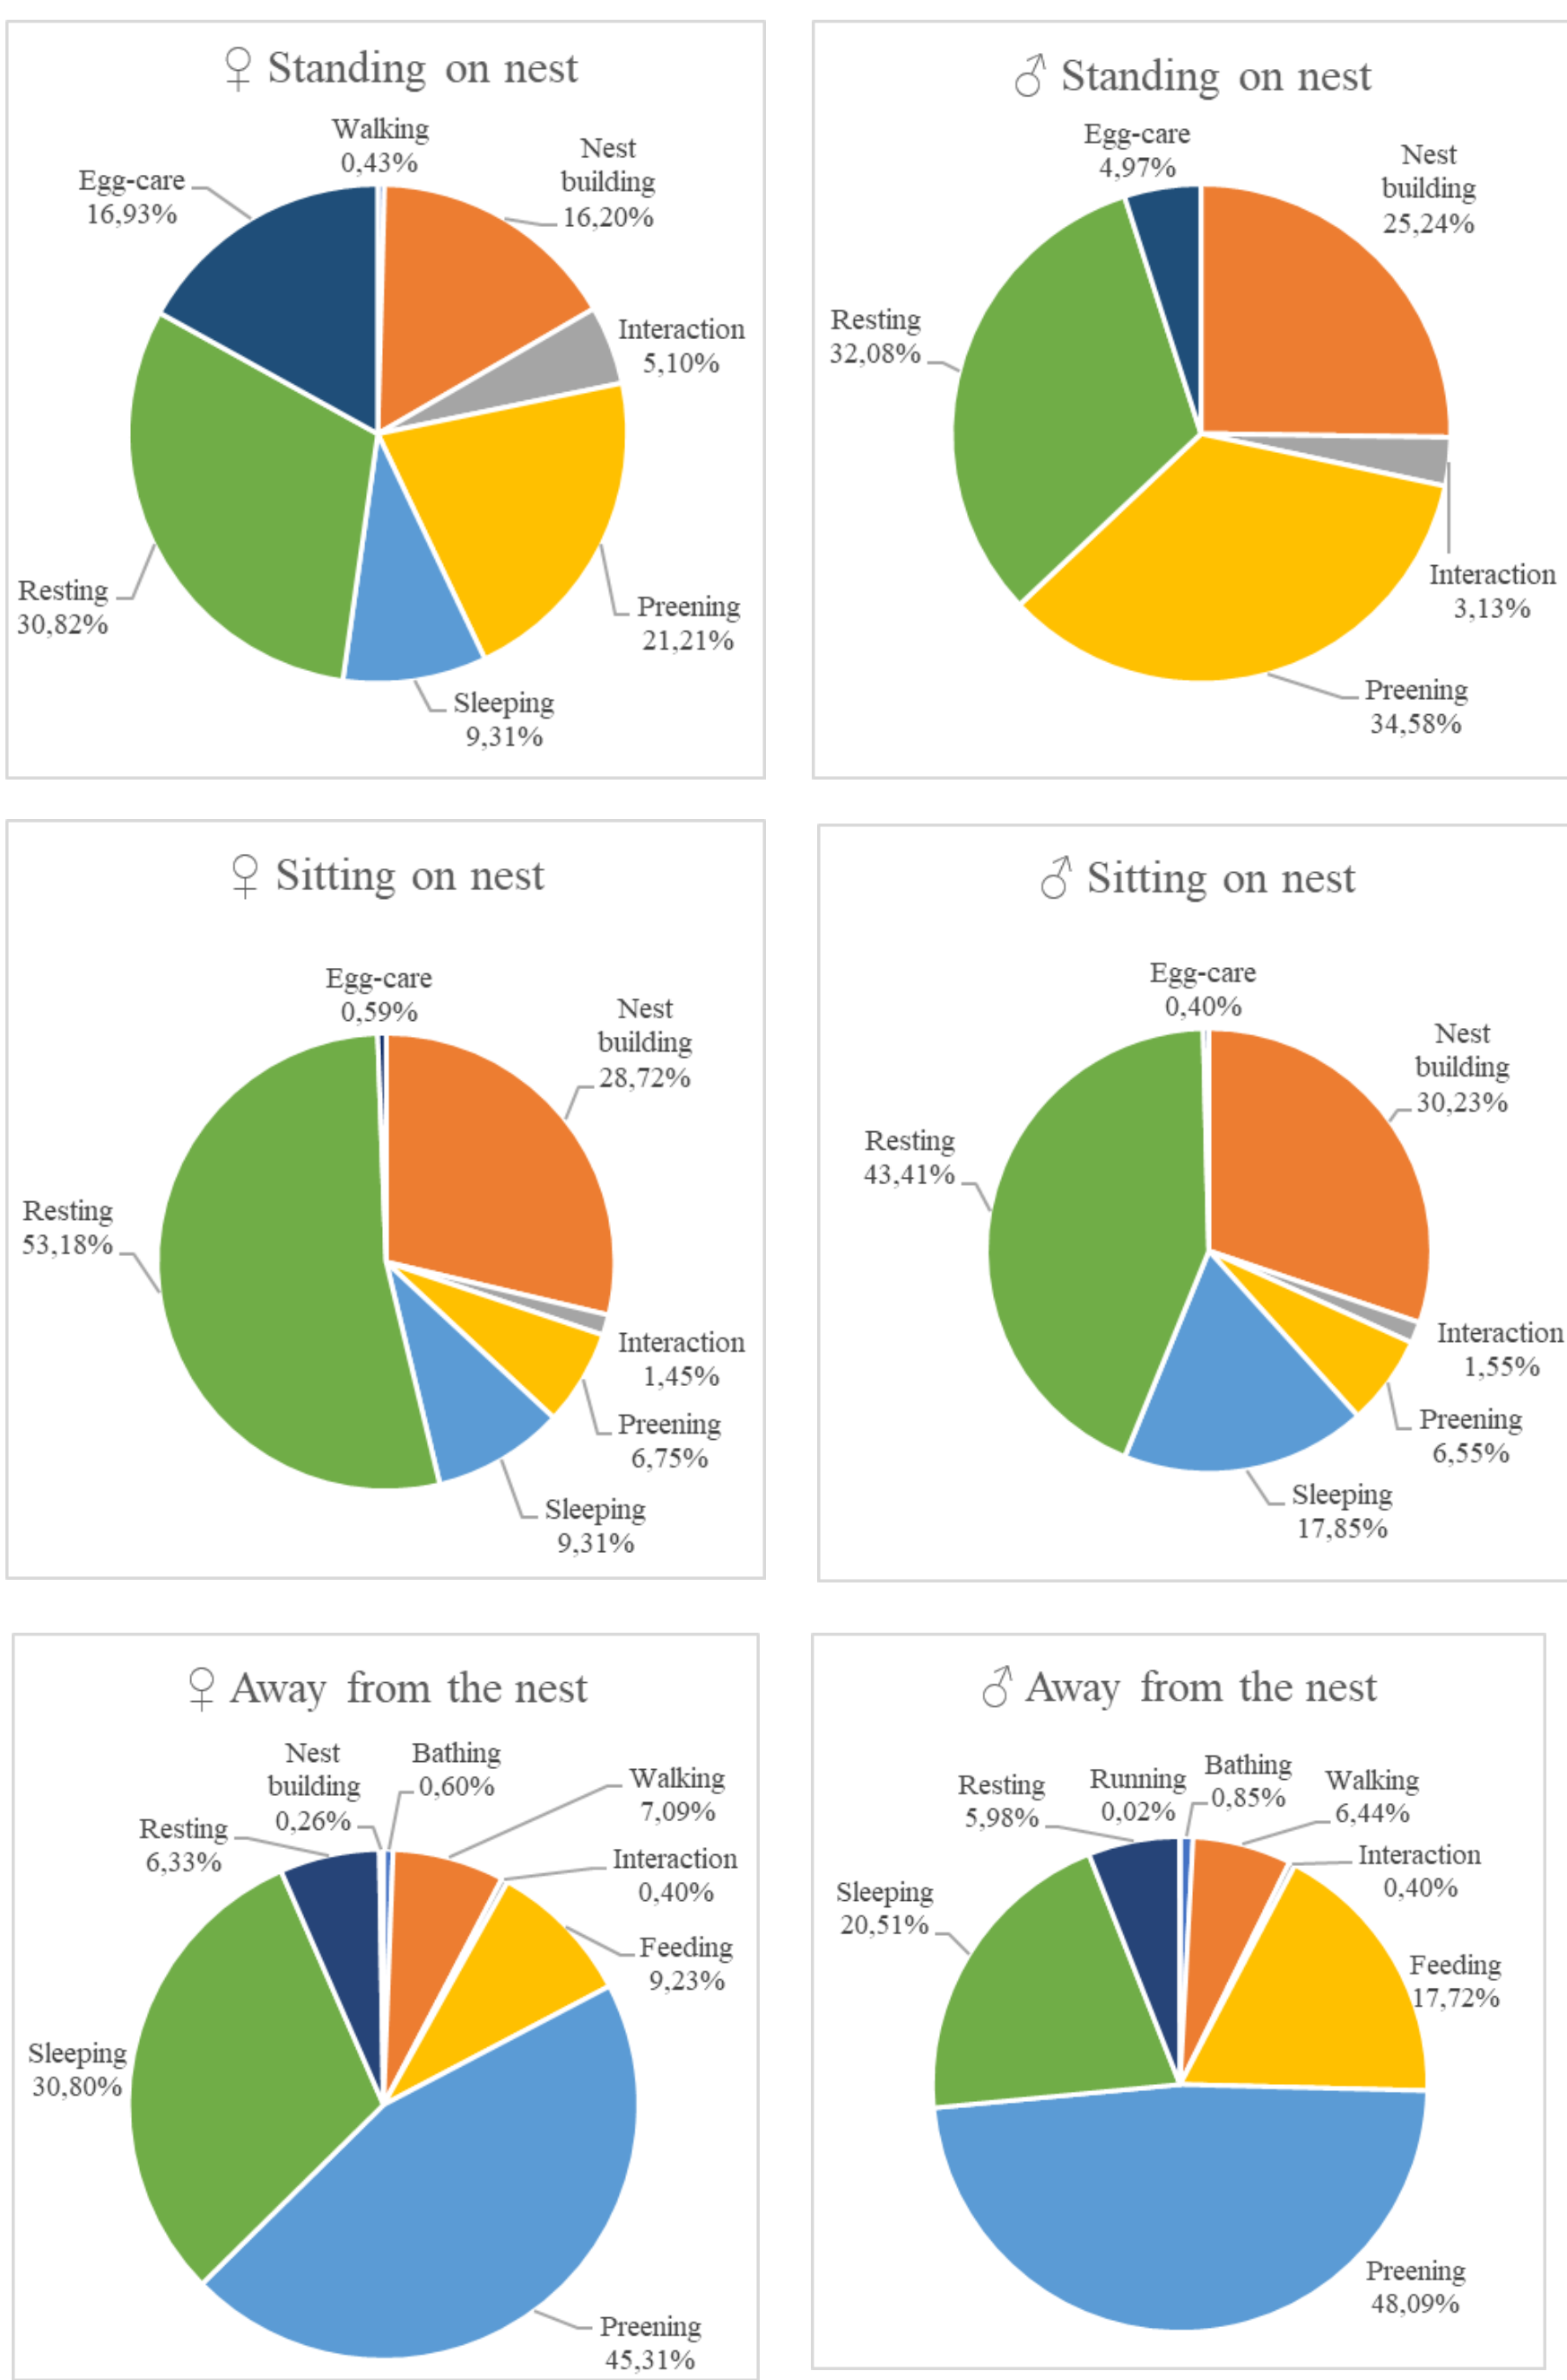 ♀ Standing on nest
Walking
0,43%
Nest
building
16,20%
Interaction
5,10%
Preening
21,21%
Sleeping
9,31%
Resting
30,82%
Egg-care
16,93%
♂ Standing on nest
Egg-care
4,97%
Nest
building
25,24%
Interaction
3,13%
Preening
34,58%
Resting
32,08%
♀ Sitting on nest
Egg-care
0,59%
Nest
building
28,72%
Interaction
1,45%
Preening
6,75%
Sleeping
9,31%
Resting
53,18%
♂ Sitting on nest
Egg-care
0,40%
Nest
building
30,23%
Interaction
1,55%
Preening
6,55%
Sleeping
17,85%
Resting
43,41%
♀ Away from the nest
Nest
building
0,26%
Bathing
0,60%
Walking
7,09%
Interaction
0,40%
Feeding
9,23%
Preening
45,31%
Sleeping
30,80%
Resting
6,33%
♂ Away from the nest
Resting
5,98%
Running
0,02%
Bathing
0,85%
Walking
6,44%
Interaction
0,40%
Feeding
17,72%
Preening
48,09%
Sleeping
20,51%